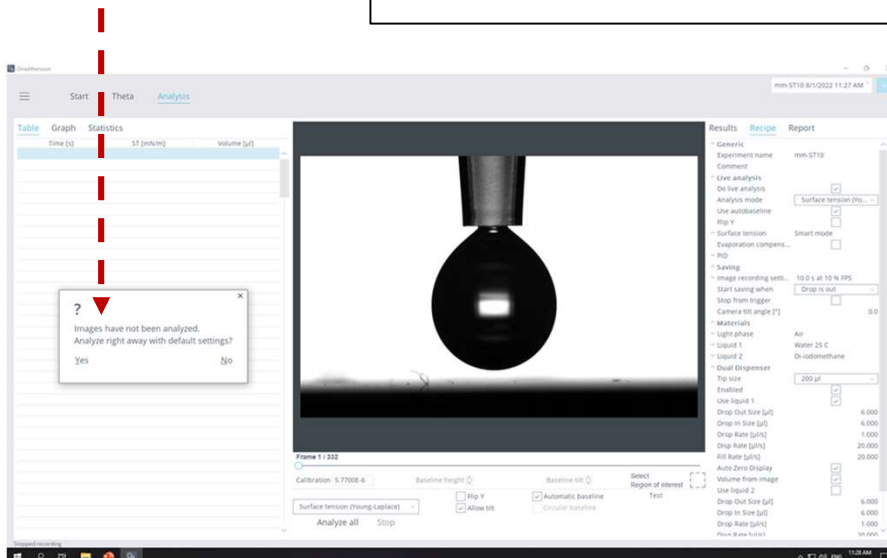 OneAttension
mm-ST10 8/1/2022 11:27 AM
Start Theta Analysis
Table Graph Statistics
Time [s] ST [mN/m] Volume [µl]
?
Images have not been analyzed.
Analyze right away with default settings?
Yes No
Frame 1 / 332
Calibration 5.7700E-6 Baseline height Baseline tilt Select
Region of interest
Flip Y Automatic baseline Test
Surface tension (Young-Laplace) Allow tilt Circular baseline
Analyze all Stop
Results Recipe Report
Generic
Experiment name mm-ST10
Comment
Live analysis
Do live analysis
Analysis mode Surface tension (Yo...
Use autobaseline
Flip Y
Surface tension Smart mode
Evaporation compens...
PID
Saving
Image recording setti... 10.0 s at 10 % FPS
Start saving when Drop is out
Stop from trigger
Camera tilt angle [°] 0.0
Materials
Light phase Air
Liquid 1 Water 25 C
Liquid 2 Di-iodomethane
Dual Dispenser
Tip size 200 µl
Enabled
Use liquid 1
Drop Out Size [µl] 6.000
Drop In Size [µl] 6.000
Drop Rate [µl/s] 1.000
Disp Rate [µl/s] 20.000
Fill Rate [µl/s] 20.000
Auto Zero Display
Volume from image
Use liquid 2
Drop Out Size [µl] 6.000
Drop In Size [µl] 6.000
Drop Rate [µl/s] 1.000
Disp Rate [µl/s] 20.000
Stopped recording
ENG 11:28 AM